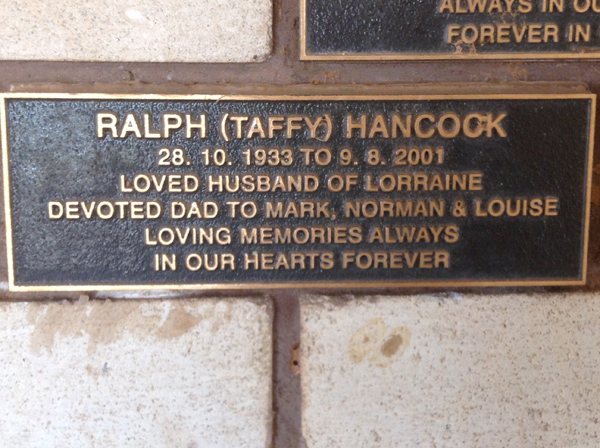 ALWAYS IN OU
FOREVER IN
RALPH (TAFFY) HANCOCK
28. 10. 1933 TO 9. 8. 2001
LOVED HUSBAND OF LORRAINE
DEVOTED DAD TO MARK, NORMAN & LOUISE
LOVING MEMORIES ALWAYS
IN OUR HEARTS FOREVER